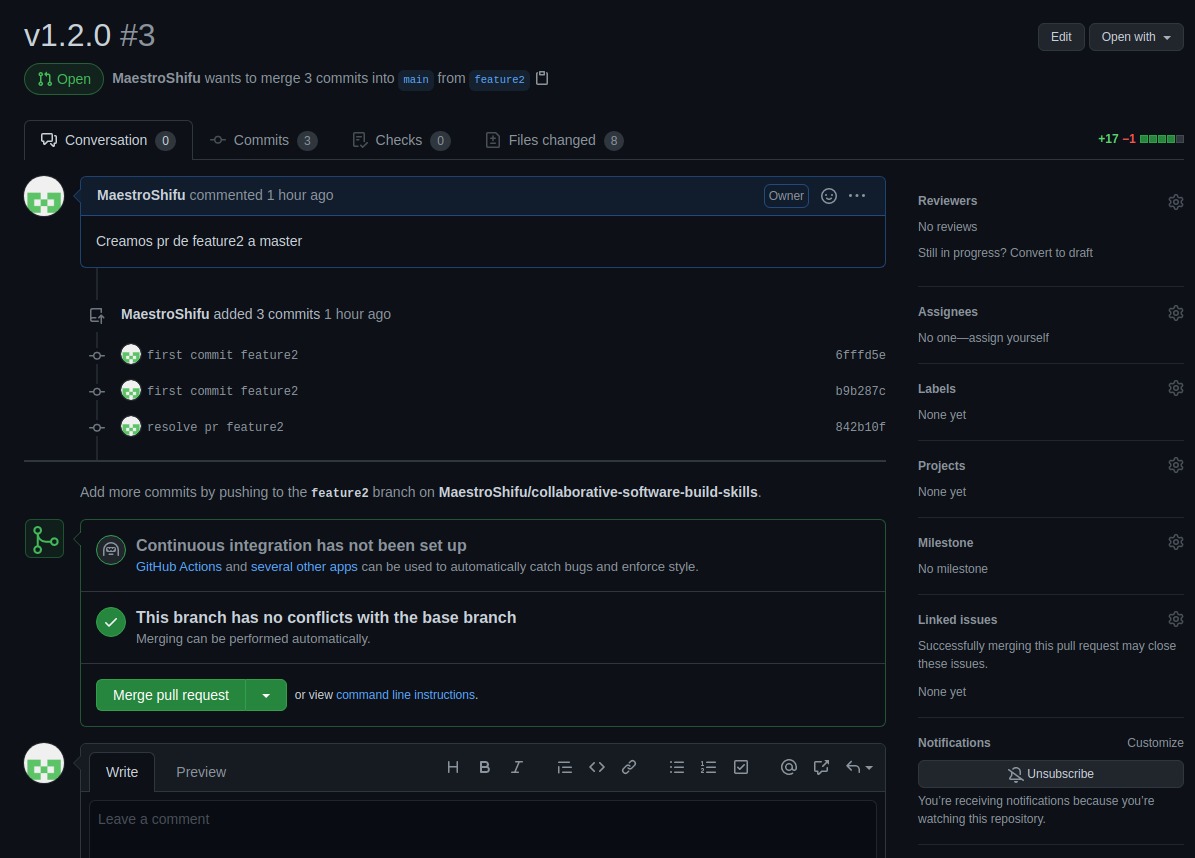 v1.2.0 #3
Edit
Open with
Open
MaestroShifu wants to merge 3 commits into main from feature2
Conversation 0
Commits 3
Checks 0
Files changed 8
+17 −1
MaestroShifu commented 1 hour ago
Owner
Creamos pr de feature2 a master
MaestroShifu added 3 commits 1 hour ago
first commit feature2 6fffd5e
first commit feature2 b9b287c
resolve pr feature2 842b10f
Add more commits by pushing to the feature2 branch on MaestroShifu/collaborative-software-build-skills.
Continuous integration has not been set up
GitHub Actions and several other apps can be used to automatically catch bugs and enforce style.
This branch has no conflicts with the base branch
Merging can be performed automatically.
Merge pull request
or view command line instructions.
Write
Preview
Leave a comment
Reviewers
No reviews
Still in progress? Convert to draft
Assignees
No one—assign yourself
Labels
None yet
Projects
None yet
Milestone
No milestone
Linked issues
Successfully merging this pull request may close
these issues.
None yet
Notifications
Customize
Unsubscribe
You're receiving notifications because you're
watching this repository.